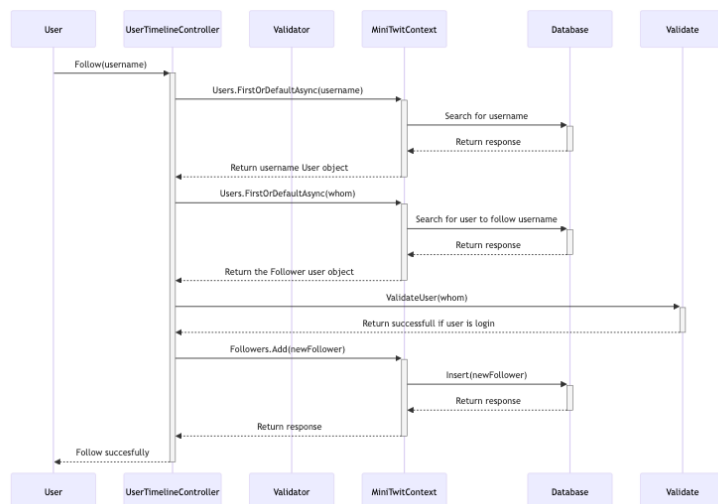 User UserTimelineController Validator MiniTwitContext Database Validate
Follow(username)
Users.FirstOrDefaultAsync(username)
Search for username
Return response
Return username User object
Users.FirstOrDefaultAsync(whom)
Search for user to follow username
Return response
Return the Follower user object
ValidateUser(whom)
Return successfull if user is login
Followers.Add(newFollower)
Insert(newFollower)
Return response
Return response
Follow succesfully
User UserTimelineController Validator MiniTwitContext Database Validate